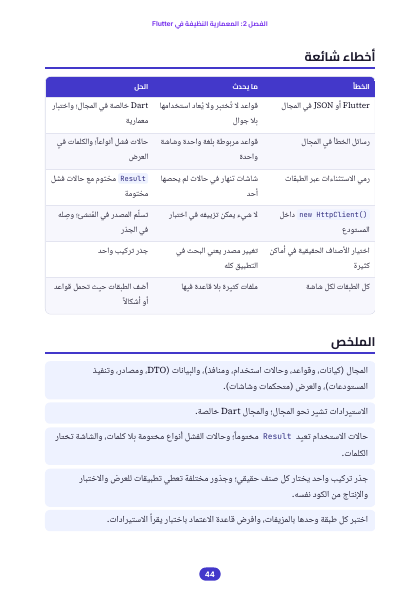 الفصل 2: المعمارية النظيفة في Flutter
أخطاء شائعة
الخطأ	ما يحدث	الحل
Flutter أو JSON في المجال	قواعد لا تُختبر ولا يُعاد استخدامها	Dart خالصة في المجال؛ واختبار
بلا جوال	معمارية
رسائل الخطأ في المجال	قواعد مربوطة بلغة واحدة وشاشة	حالات فشل أنواعاً؛ والكلمات في
واحدة	العرض
رمي الاستثناءات عبر الطبقات	شاشات تنهار في حالات لم يحصها	Result مختوم مع حالات فشل
أحد	مختومة
new HttpClient() داخل	لا شيء يمكن تزييفه في اختبار	تسلّم المصدر في المُنشئ؛ وصِله
المستودع	في الجذر
اختيار الأصناف الحقيقية في أماكن	تغيير مصدر يعني البحث في	جذر تركيب واحد
كثيرة	التطبيق كله
كل الطبقات لكل شاشة	ملفات كثيرة بلا قاعدة فيها	أضف الطبقات حيث تحمل قواعد
أو أشكالاً
الملخص
المجال (كيانات، وقواعد، وحالات استخدام، ومنافذ)، والبيانات (DTO، ومصادر، وتنفيذ
المستودعات)، والعرض (متحكمات وشاشات).
الاستيرادات تشير نحو المجال؛ والمجال Dart خالصة.
حالات الاستخدام تعيد Result مختوماً؛ وحالات الفشل أنواع مختومة بلا كلمات، والشاشة تختار
الكلمات.
جذر تركيب واحد يختار كل صنف حقيقي؛ وجذور مختلفة تعطي تطبيقات للعرض والاختبار
والإنتاج من الكود نفسه.
اختبر كل طبقة وحدها بالمزيفات، وافرض قاعدة الاعتماد باختبار يقرأ الاستيرادات.
44